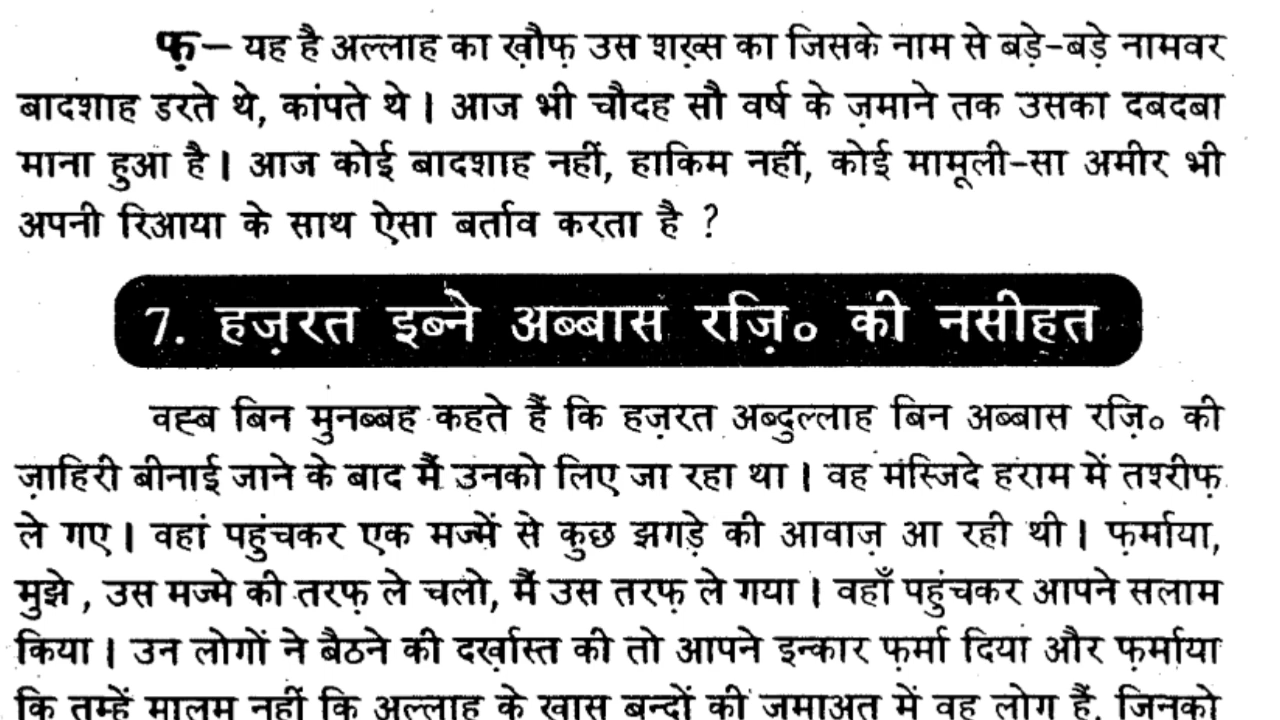 फ़— यह है अल्लाह का ख़ौफ़ उस शख़्स का जिसके नाम से बड़े-बड़े नामवर
बादशाह डरते थे, कांपते थे। आज भी चौदह सौ वर्ष के ज़माने तक उसका दबदबा
माना हुआ है। आज कोई बादशाह नहीं, हाकिम नहीं, कोई मामूली-सा अमीर भी
अपनी रिआया के साथ ऐसा बर्ताव करता है ?
7. हज़रत इब्ने अब्बास रज़ि॰ की नसीहत
वह्ब बिन मुनब्बह कहते हैं कि हज़रत अब्दुल्लाह बिन अब्बास रज़ि॰ की
ज़ाहिरी बीनाई जाने के बाद मैं उनको लिए जा रहा था। वह मस्जिदे हराम में तश्रीफ़
ले गए। वहां पहुंचकर एक मज्में से कुछ झगड़े की आवाज़ आ रही थी। फ़र्माया,
मुझे , उस मज्मे की तरफ़ ले चलो, मैं उस तरफ़ ले गया। वहाँ पहुंचकर आपने सलाम
किया। उन लोगों ने बैठने की दर्ख़ास्त की तो आपने इन्कार फ़र्मा दिया और फ़र्माया
कि तुम्हें मालूम नहीं कि अल्लाह के ख़ास बन्दों की जमाअत में वह लोग हैं, जिनको